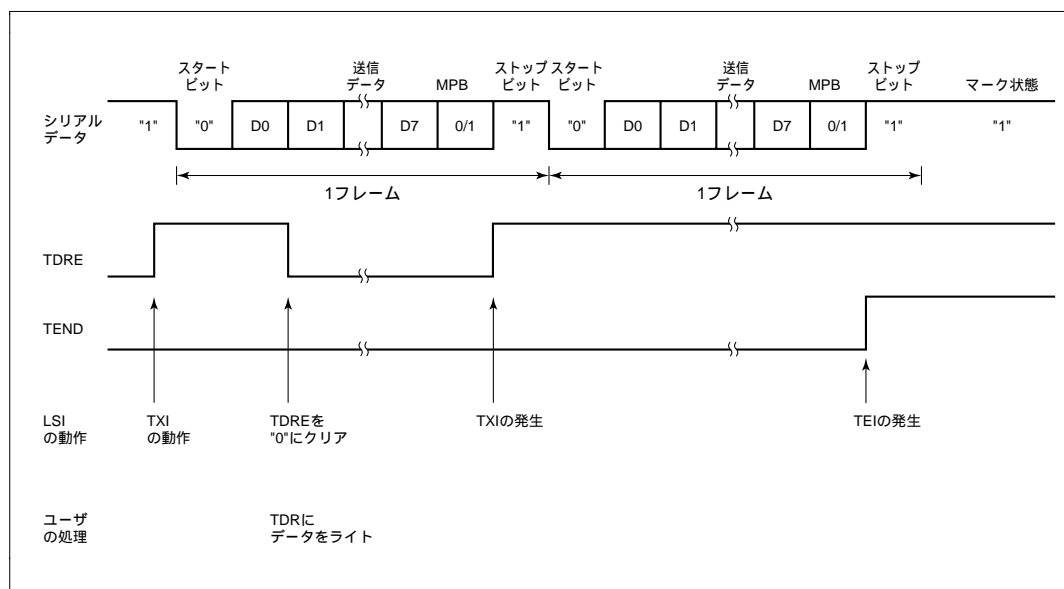 スタート
ビット
送信
データ
MPB
ストップ
ビット
スタート
ビット
送信
データ
MPB
ストップ
ビット
マーク状態
シリアル
データ
"1" "0" D0 D1 D7 0/1 "1" "0" D0 D1 D7 0/1 "1" "1"
1フレーム 1フレーム
TDRE
TEND
LSI
の動作
TXI
の動作
TDREを
"0"にクリア
TXIの発生
TEIの発生
ユーザ
の処理
TDRに
データをライト